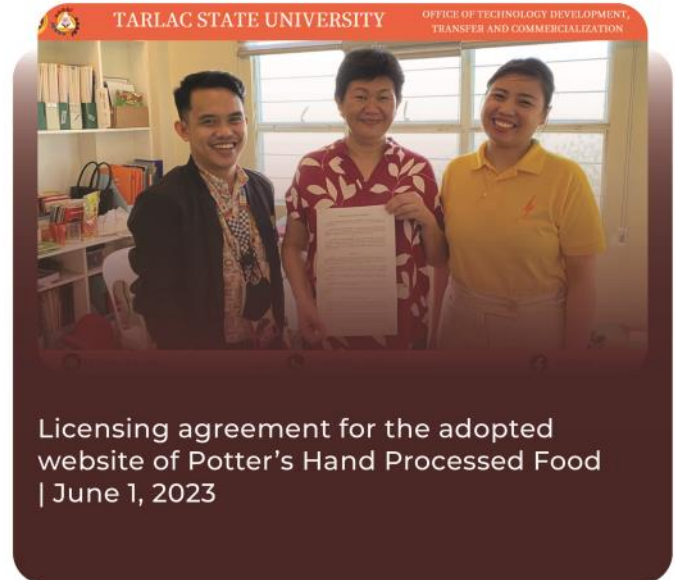 TARLAC STATE UNIVERSITY
OFFICE OF TECHNOLOGY DEVELOPMENT,
TRANSFER AND COMMERCIALIZATION
Licensing agreement for the adopted
website of Potter's Hand Processed Food
| June 1, 2023